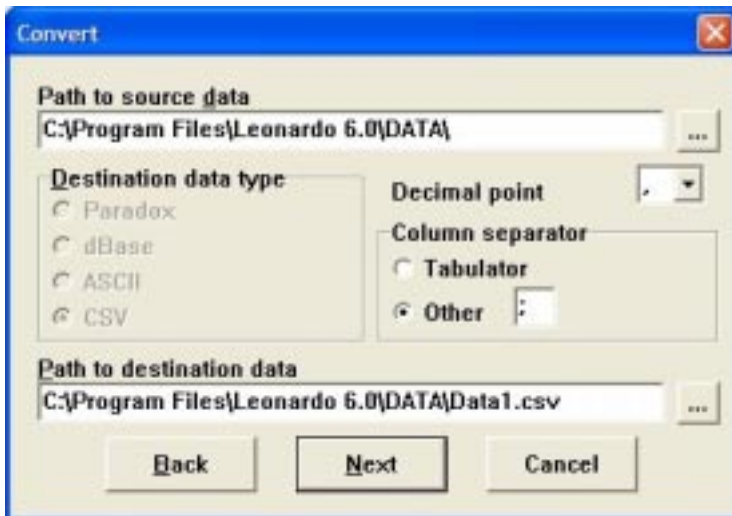 Convert
Path to source data
C:\Program Files\Leonardo 6.0\DATA\
...
Destination data type
Paradox
dBase
ASCII
CSV
Decimal point
,
Column separator
Tabulator
Other
;
Path to destination data
C:\Program Files\Leonardo 6.0\DATA\Data1.csv
...
Back
Next
Cancel